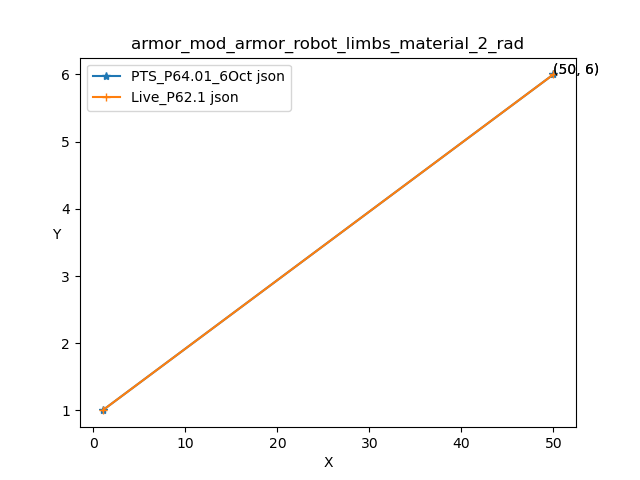 armor_mod_armor_robot_limbs_material_2_rad
PTS_P64.01_6Oct json
Live_P62.1 json
(50, 6)
6
5
4
Y
3
2
1
0
10
20
30
40
50
X